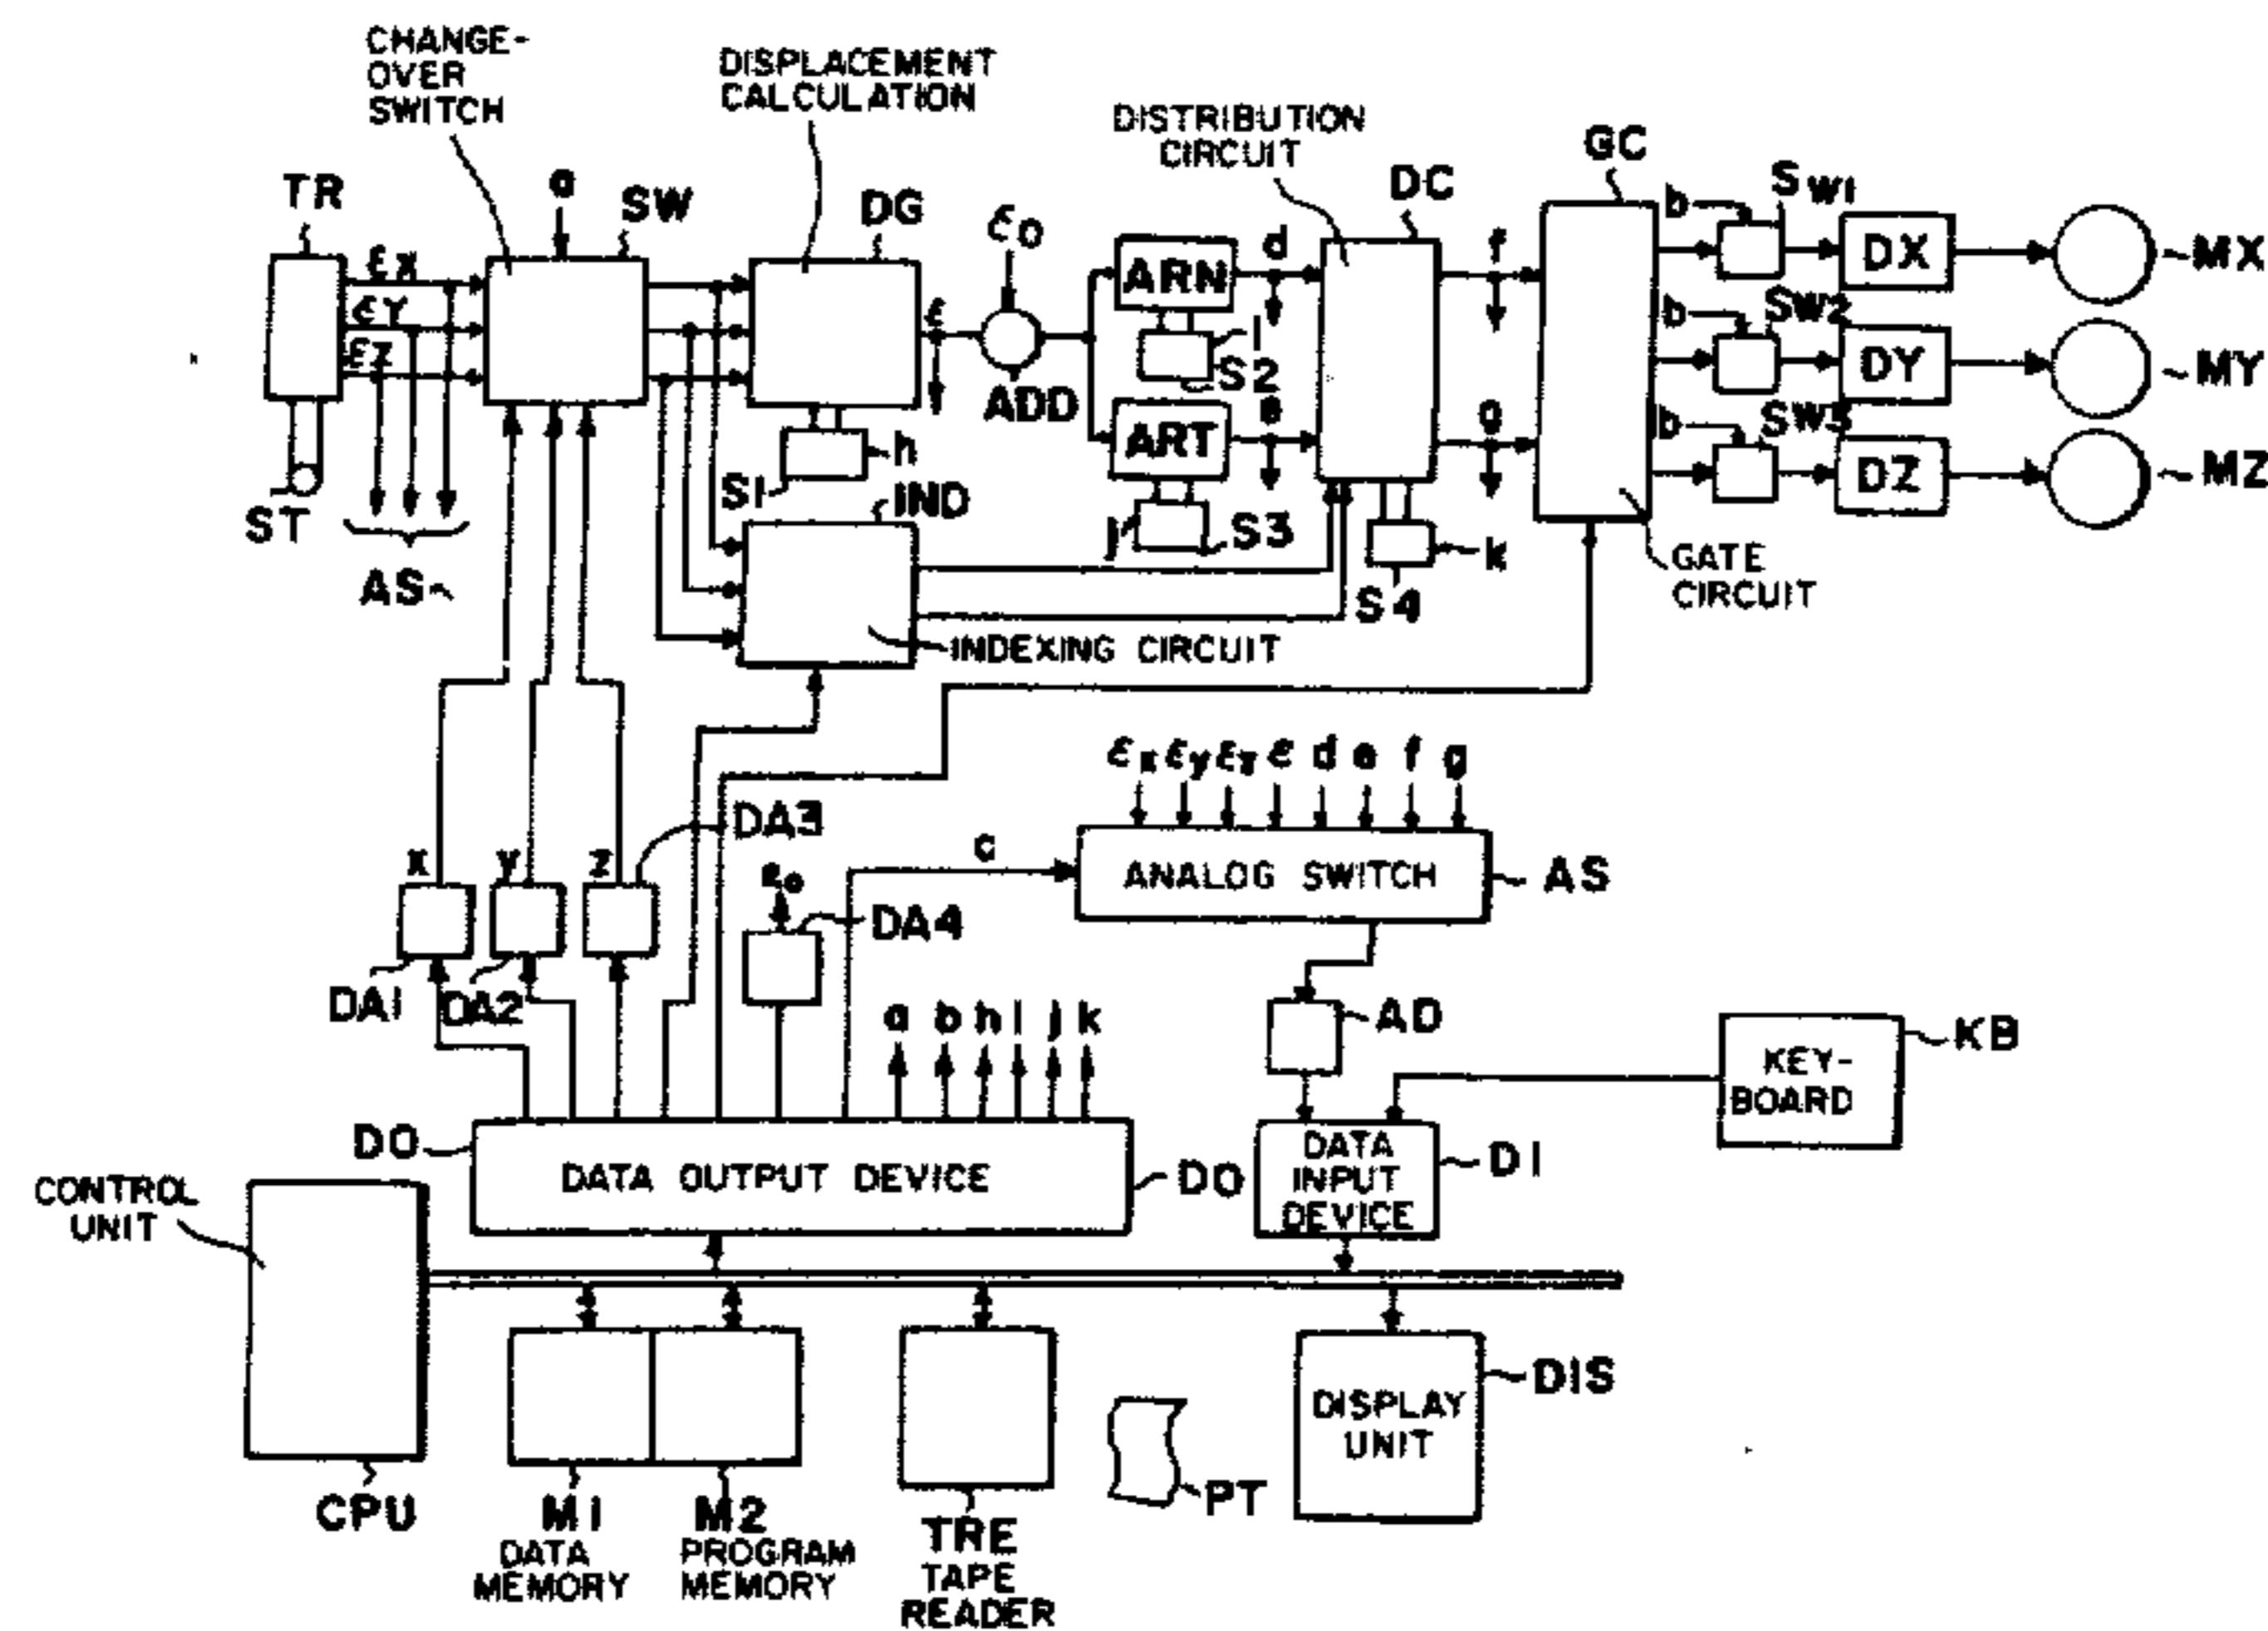 CHANGE-
OVER
SWITCH
DISPLACEMENT
CALCULATION
DISTRIBUTION
CIRCUIT
GC
TR
a
SW
DG
εO
d
DC
f
b
SW1
DX
MX
εX
εY
εZ
ε
ARN
i
S2
b
SW2
DY
MY
ADD
ART
e
g
b
SW3
DZ
MZ
h
S1
IND
j
S3
k
S4
ST
AS
GATE
CIRCUIT
INDEXING CIRCUIT
εx εy εz ε d e f g
DA3
c
x y z
εo
ANALOG SWITCH
AS
DA4
DA1
DA2
a b h i j k
AD
KEY-
BOARD
KB
DO
DATA OUTPUT DEVICE
DO
DATA
INPUT
DEVICE
DI
CONTROL
UNIT
DISPLAY
UNIT
DIS
PT
CPU
M1
DATA
MEMORY
M2
PROGRAM
MEMORY
TRE
TAPE
READER